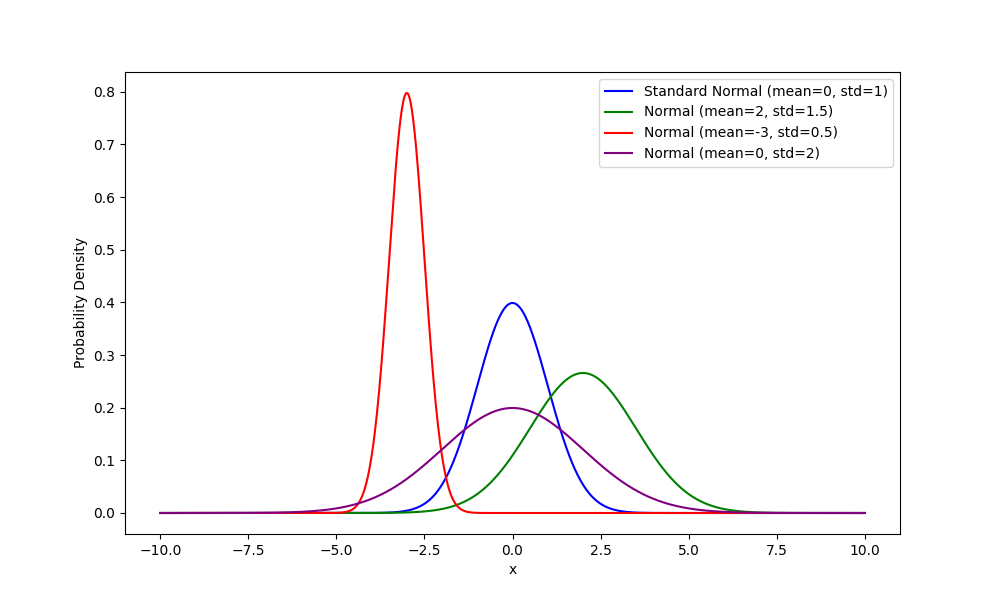 Standard Normal (mean=0, std=1)
Normal (mean=2, std=1.5)
Normal (mean=-3, std=0.5)
Normal (mean=0, std=2)
Probability Density
0.8
0.7
0.6
0.5
0.4
0.3
0.2
0.1
0.0
−10.0 −7.5 −5.0 −2.5 0.0 2.5 5.0 7.5 10.0
x